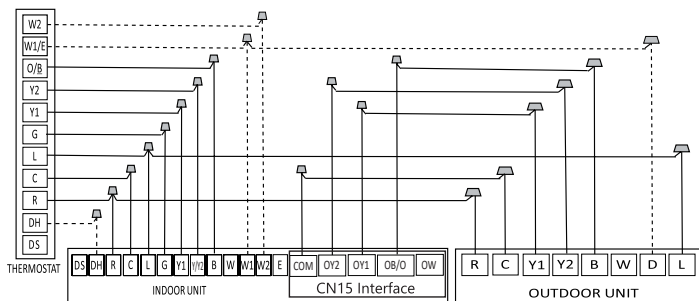 W2
W1/E
O/B
Y2
Y1
G
L
C
R
DH
DS
THERMOSTAT
DS DH R C L G Y1 Y/Y2 B W W1 W2 E COM OY2 OY1 OB/O OW
INDOOR UNIT CN15 Interface
R C Y1 Y2 B W D L
OUTDOOR UNIT